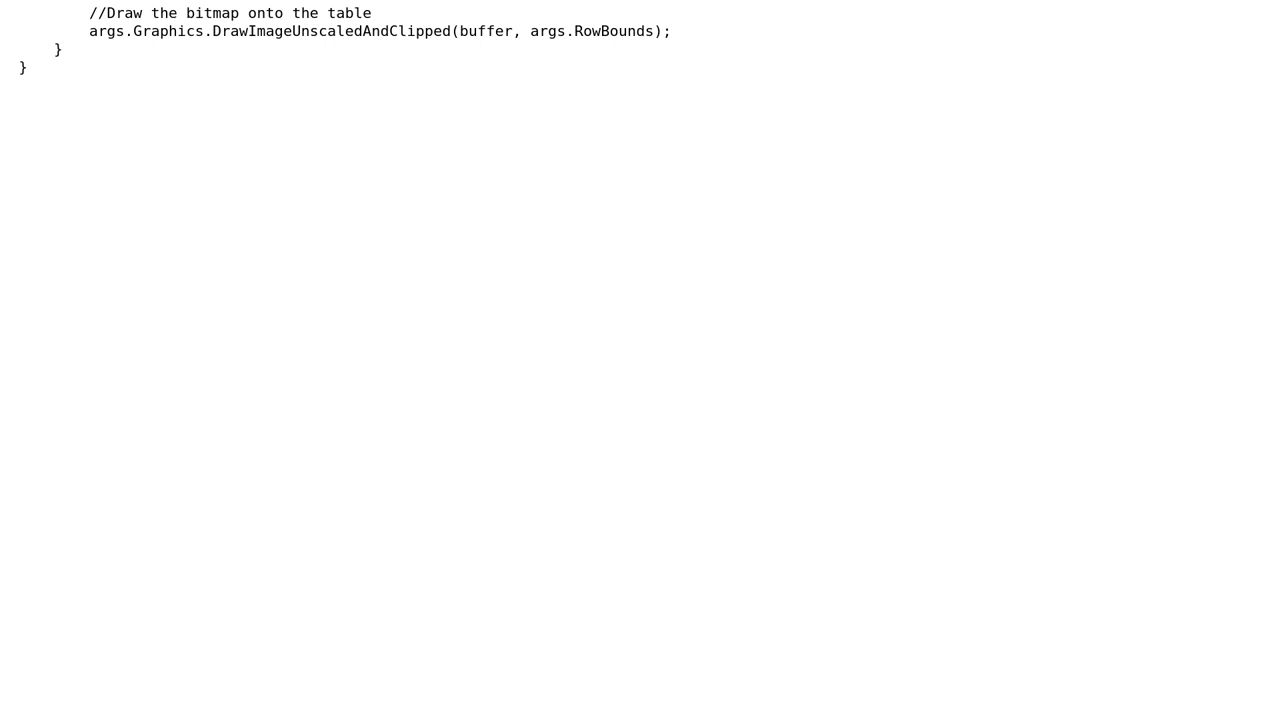 //Draw the bitmap onto the table
        args.Graphics.DrawImageUnscaledAndClipped(buffer, args.RowBounds);
    }
}